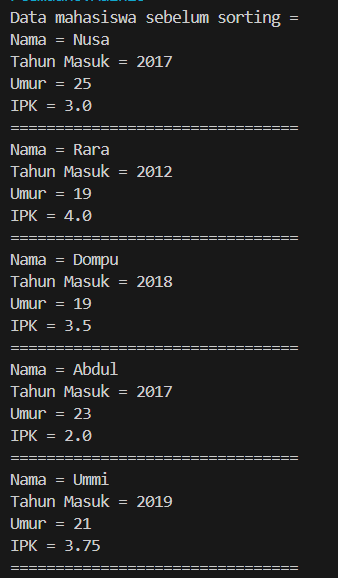 Data mahasiswa sebelum sorting =
Nama = Nusa
Tahun Masuk = 2017
Umur = 25
IPK = 3.0
================================
Nama = Rara
Tahun Masuk = 2012
Umur = 19
IPK = 4.0
================================
Nama = Dompu
Tahun Masuk = 2018
Umur = 19
IPK = 3.5
================================
Nama = Abdul
Tahun Masuk = 2017
Umur = 23
IPK = 2.0
================================
Nama = Ummi
Tahun Masuk = 2019
Umur = 21
IPK = 3.75
================================